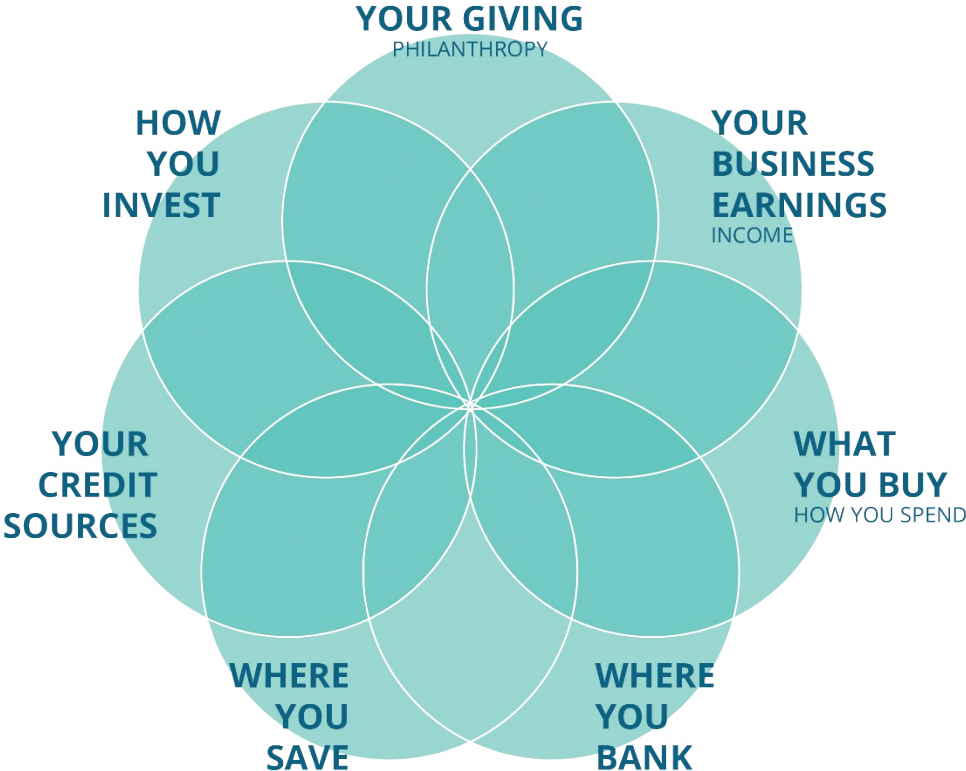 YOUR GIVING
PHILANTHROPY
HOW
YOU
INVEST
YOUR
BUSINESS
EARNINGS
INCOME
YOUR
CREDIT
SOURCES
WHAT
YOU BUY
HOW YOU SPEND
WHERE
YOU
SAVE
WHERE
YOU
BANK